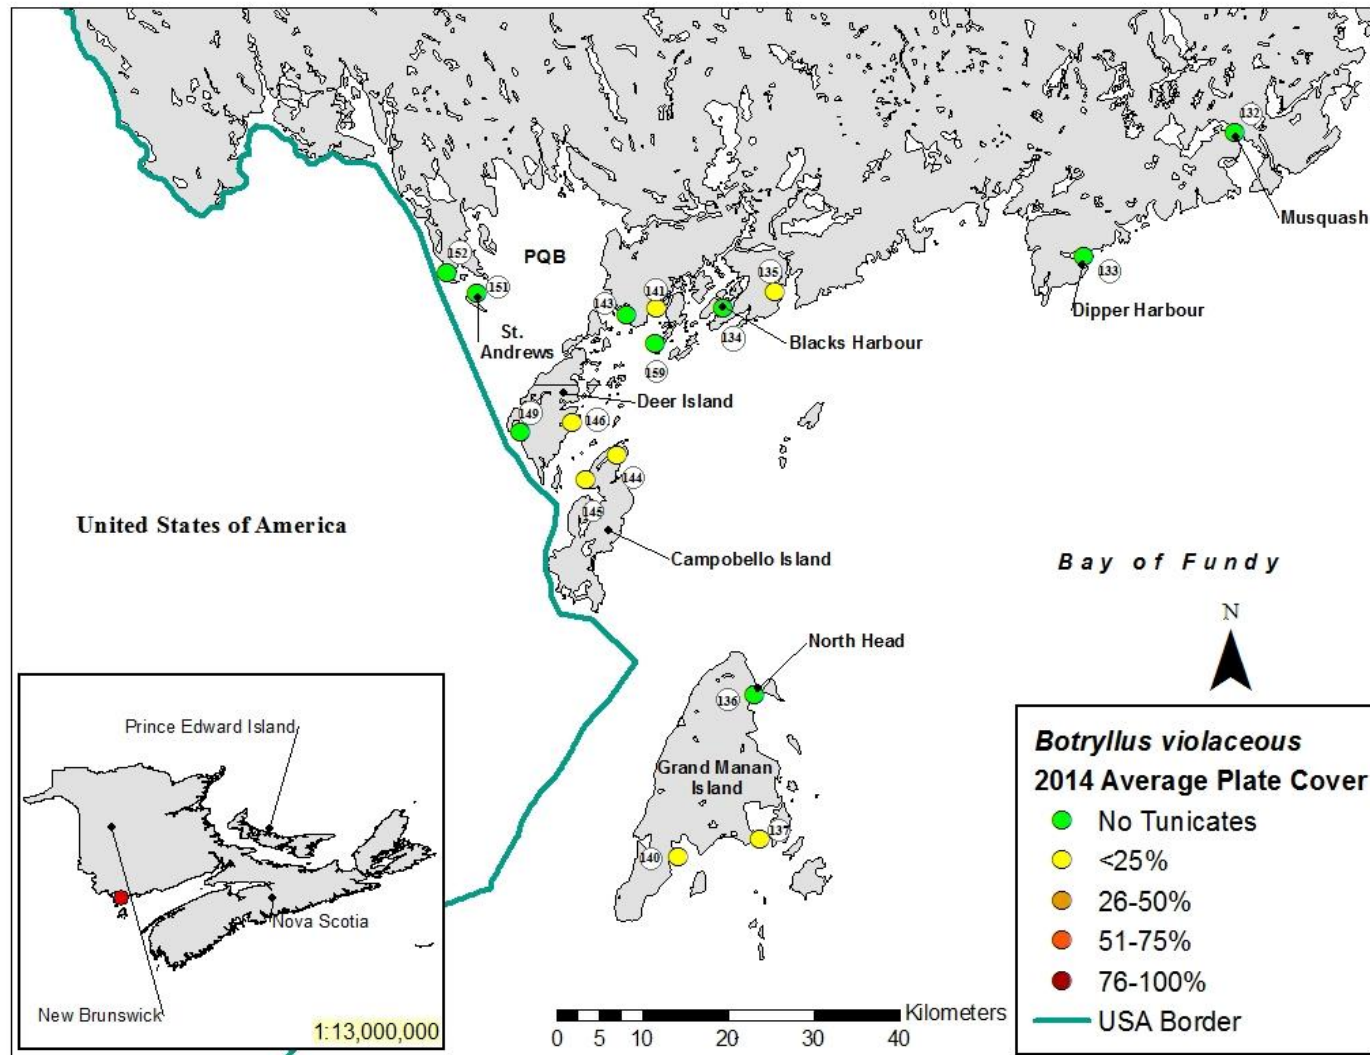 132
Musquash
152
PQB
151
135
133
143
141
Dipper Harbour
St.
Andrews
134
Blacks Harbour
159
Deer Island
149
146
144
145
United States of America
Campobello Island
Bay of Fundy
N
North Head
136
Grand Manan
Island
137
140
Prince Edward Island
Nova Scotia
New Brunswick
1:13,000,000
Botryllus violaceous
2014 Average Plate Cover
No Tunicates
<25%
26-50%
51-75%
76-100%
USA Border
Kilometers
0 5 10 20 30 40